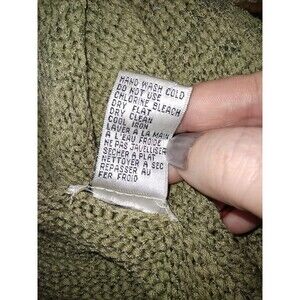 HAND WASH COLD
DO NOT USE
CHLORINE BLEACH
DRY FLAT
DRY CLEAN
COOL IRON
LAVER A LA MAIN
A L'EAU FROIDE
NE PAS JAVELLISER
SECHER A PLAT
NETTOYER A SEC
REPASSER AU
FER FROID